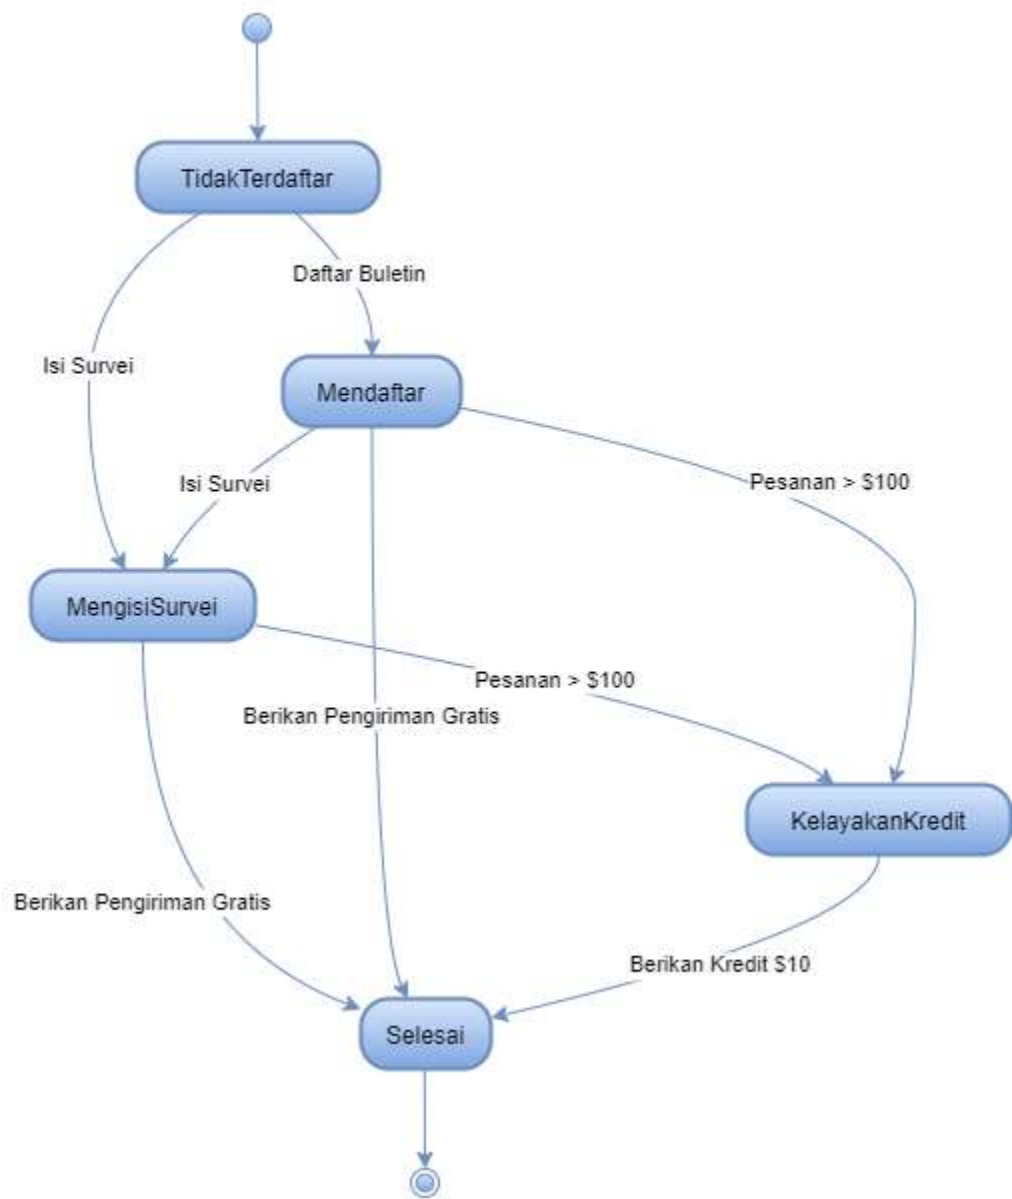 TidakTerdaftar
Daftar Buletin
Isi Survei
Mendaftar
Isi Survei
Pesanan > $100
MengisiSurvei
Pesanan > $100
Berikan Pengiriman Gratis
KelayakanKredit
Berikan Pengiriman Gratis
Berikan Kredit $10
Selesai